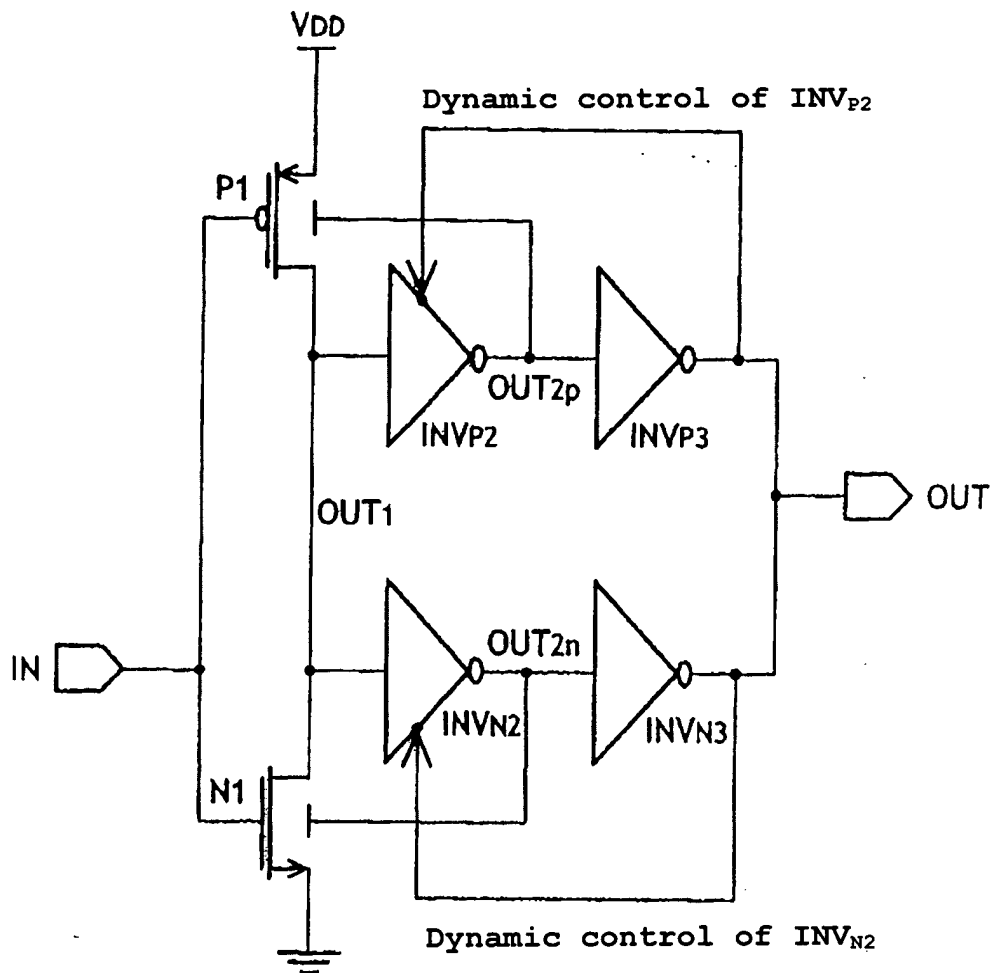 VDD
Dynamic control of INVP2
P1
OUT2p
INVP2
INVP3
OUT1
OUT
IN
OUT2n
INVN2
INVN3
N1
Dynamic control of INVN2